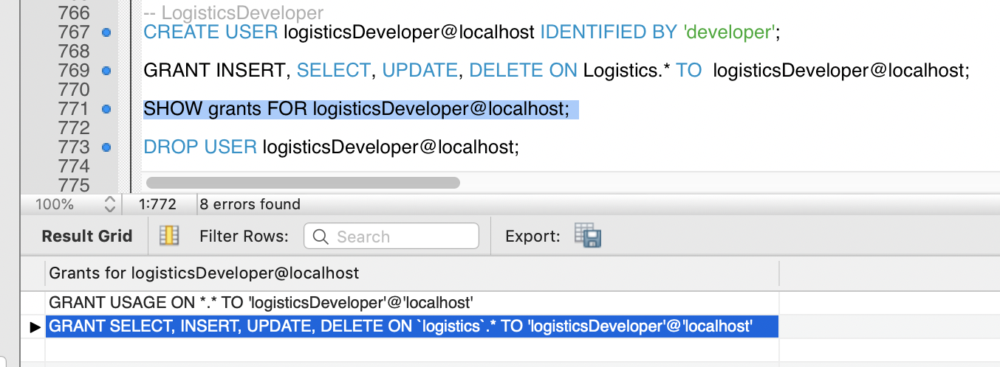 766 -- LogisticsDeveloper
767 CREATE USER logisticsDeveloper@localhost IDENTIFIED BY 'developer';
768
769 GRANT INSERT, SELECT, UPDATE, DELETE ON Logistics.* TO  logisticsDeveloper@localhost;
770
771 SHOW grants FOR logisticsDeveloper@localhost;
772
773 DROP USER logisticsDeveloper@localhost;
774
775
100% 1:772 8 errors found
Result Grid Filter Rows: Search Export:
Grants for logisticsDeveloper@localhost
GRANT USAGE ON *.* TO 'logisticsDeveloper'@'localhost'
GRANT SELECT, INSERT, UPDATE, DELETE ON `logistics`.* TO 'logisticsDeveloper'@'localhost'